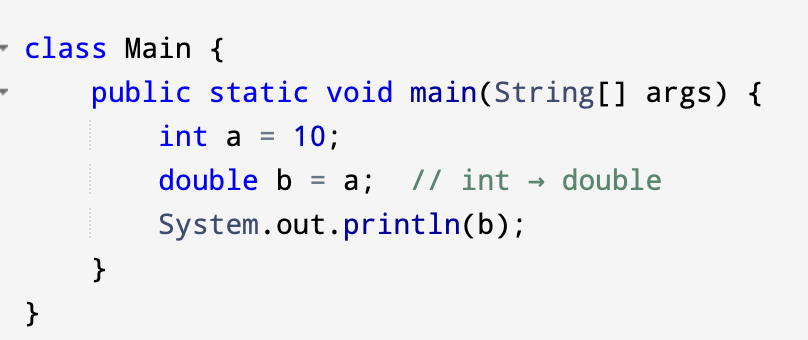 class Main {
    public static void main(String[] args) {
        int a = 10;
        double b = a;  // int → double
        System.out.println(b);
    }
}